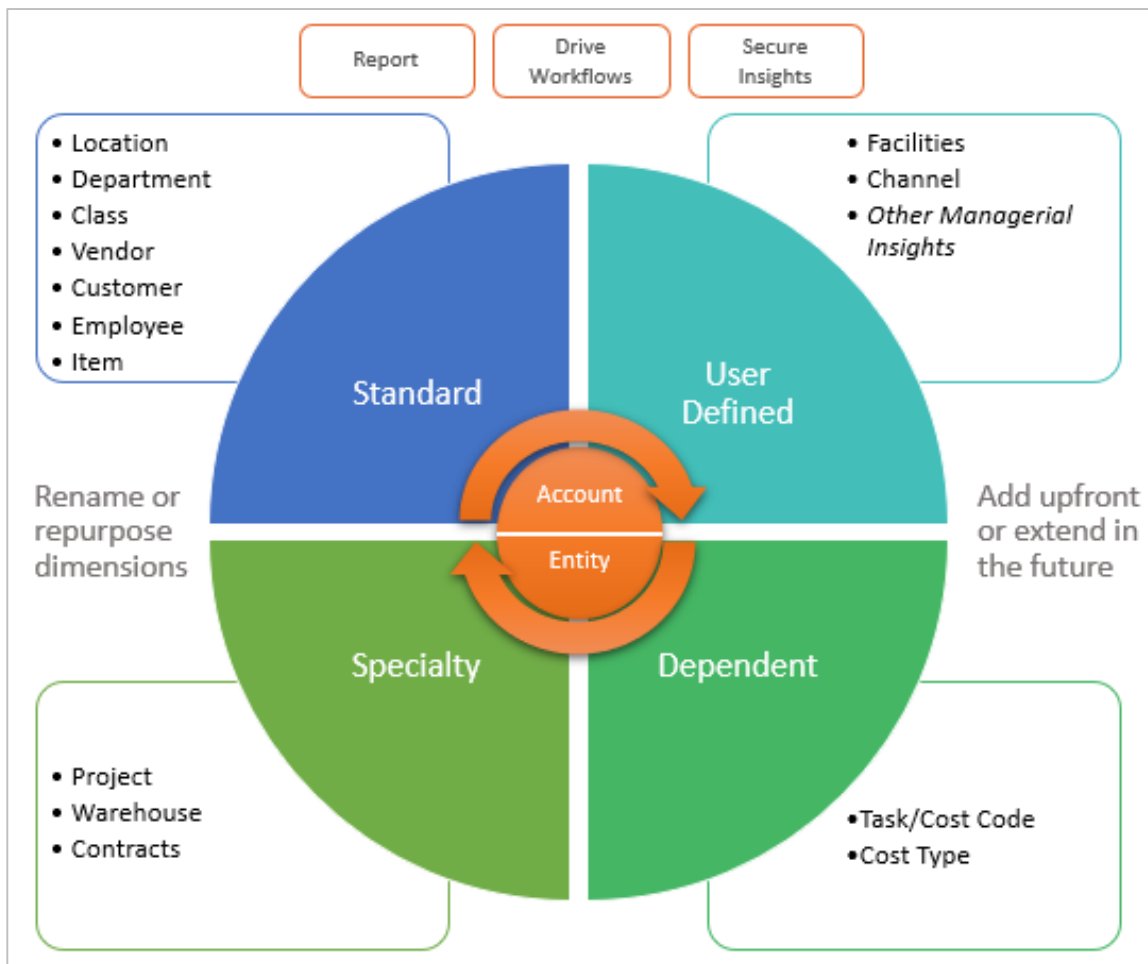 Report
Drive
Workflows
Secure
Insights
• Location
• Department
• Class
• Vendor
• Customer
• Employee
• Item
• Facilities
• Channel
• Other Managerial
Insights
Standard
User
Defined
Rename or
repurpose
dimensions
Account
Entity
Add upfront
or extend in
the future
Specialty
Dependent
• Project
• Warehouse
• Contracts
•Task/Cost Code
•Cost Type